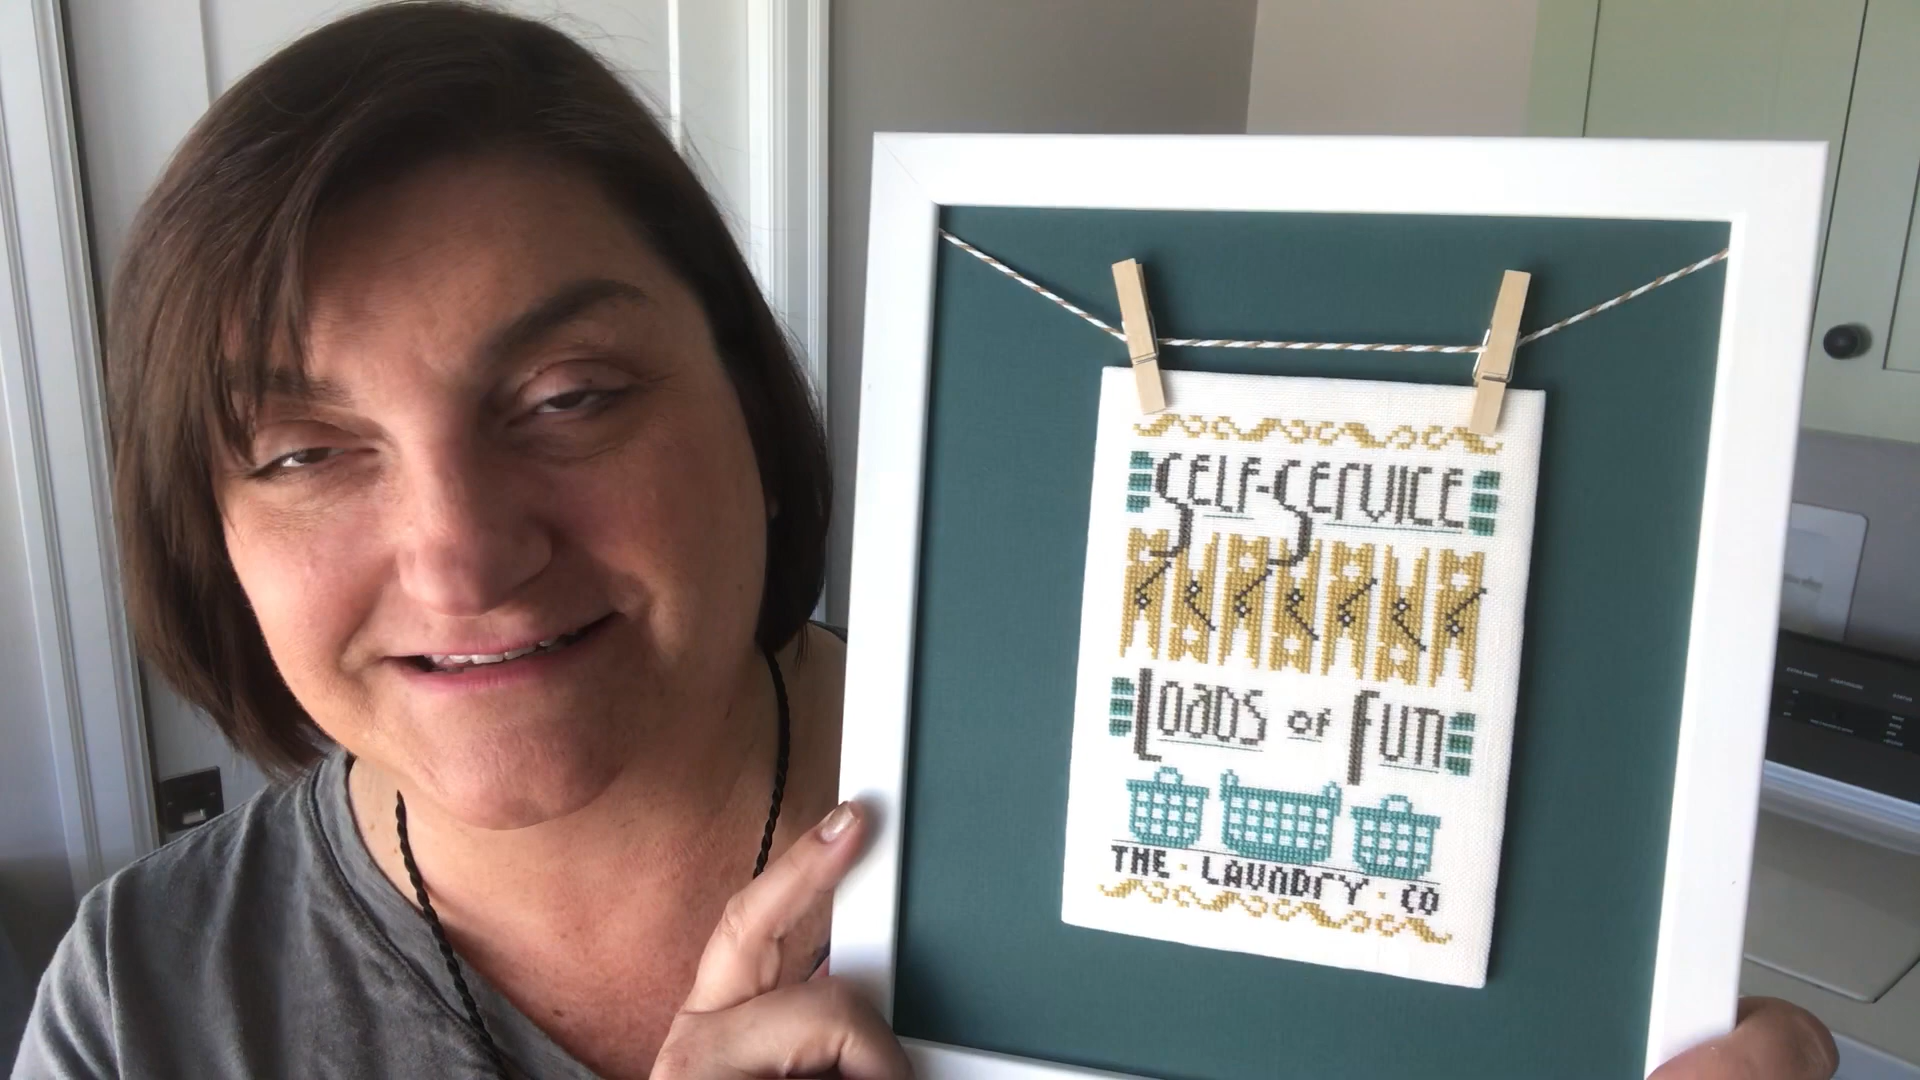 SELF-SERVICE
LOADS OF FUN
THE · LAUNDRY · CO